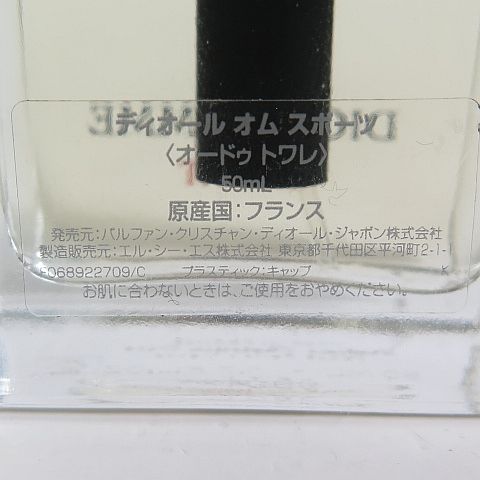 ディオール オム スポーツ
〈オードゥ トワレ〉
50mL
原産国：フランス
発売元：パルファン・クリスチャン・ディオール・ジャポン株式会社
製造販売元：エル・シー・エス株式会社 東京都千代田区平河町2-1-1
5068922709/C プラスティック：キャップ K
お肌に合わないときは、ご使用をおやめください。